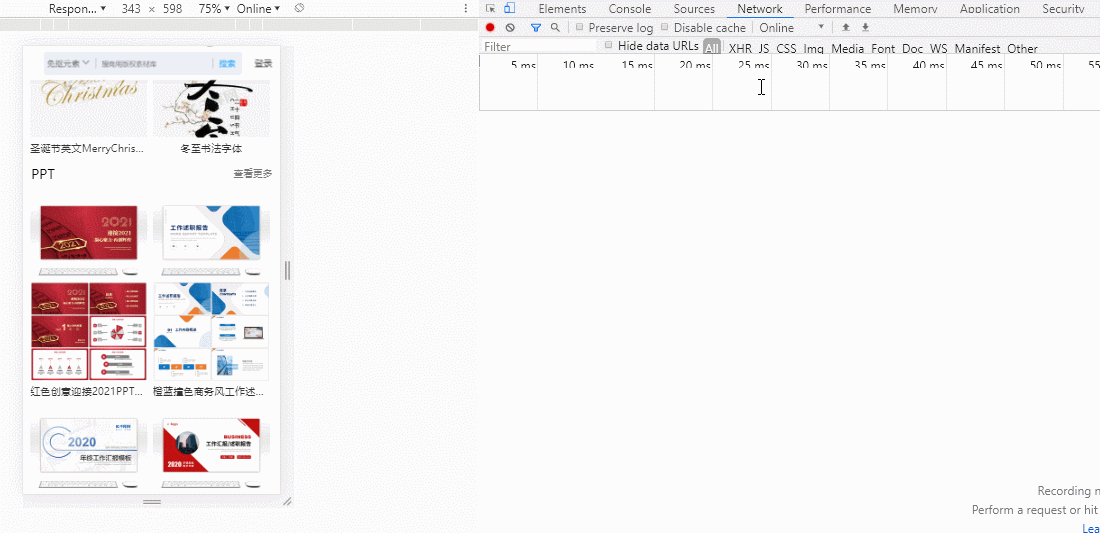 Respon... 343 × 598 75% Online
Elements Console Sources Network Performance Memory Application Security
Preserve log Disable cache Online
Filter Hide data URLs All XHR JS CSS Img Media Font Doc WS Manifest Other
5 ms 10 ms 15 ms 20 ms 25 ms 30 ms 35 ms 40 ms 45 ms 50 ms 55
免版元素 搜商用版权素材库 搜索 登录
Christmas
圣诞节英文MerryChris... 冬至书法字体
PPT 查看更多
2021
工作述职报告
2021
红色创意迎接2021PPT... 橙蓝撞色商务风工作述...
2020
年终工作汇报模板
工作汇报/述职报告
2020
Recording n
Perform a request or hit
Lea